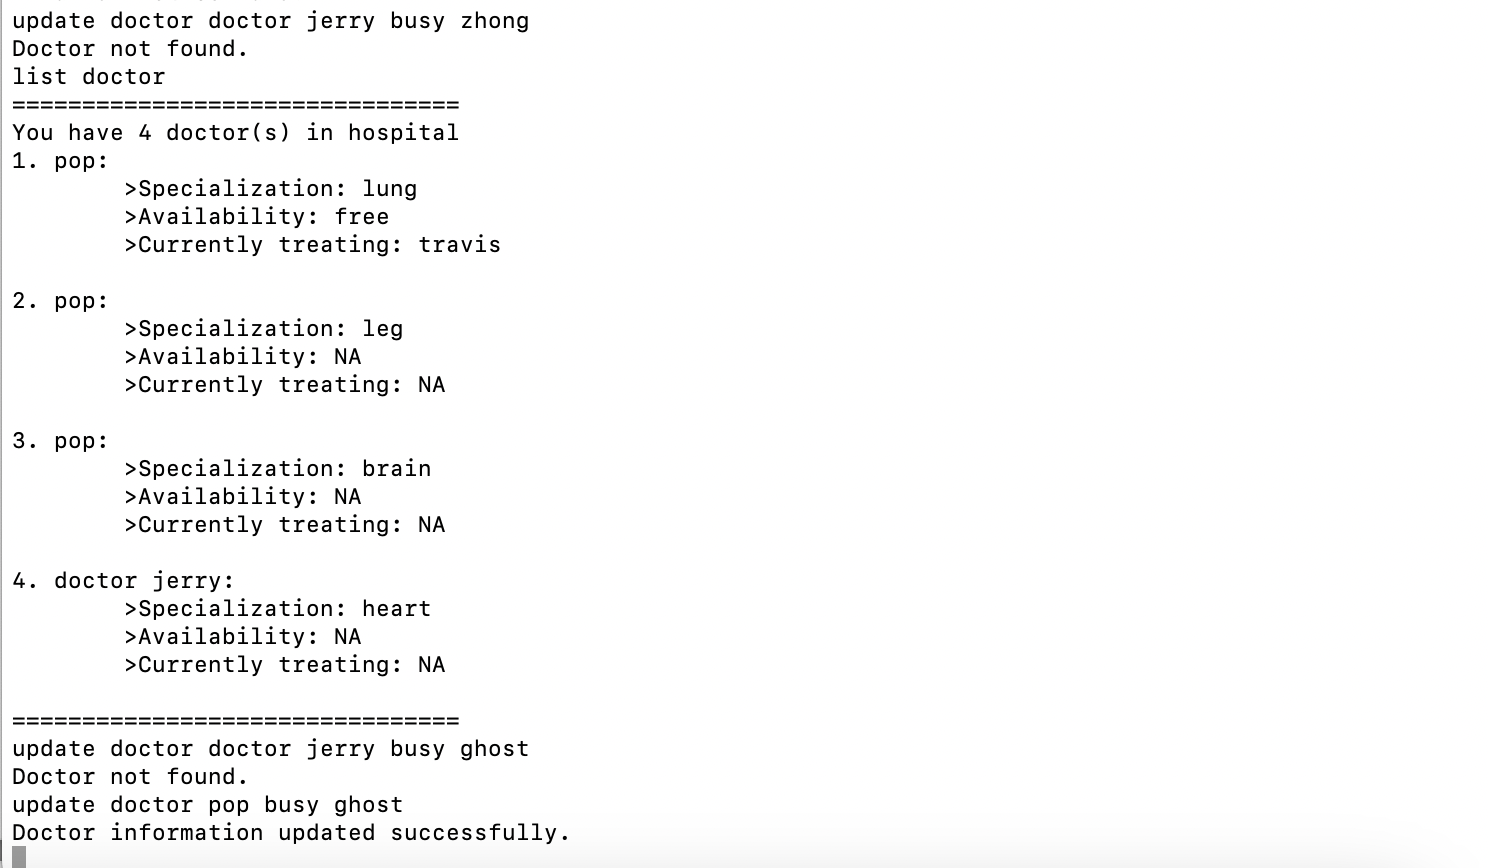 update doctor doctor jerry busy zhong
Doctor not found.
list doctor
================================
You have 4 doctor(s) in hospital
1. pop:
>Specialization: lung
>Availability: free
>Currently treating: travis
2. pop:
>Specialization: leg
>Availability: NA
>Currently treating: NA
3. pop:
>Specialization: brain
>Availability: NA
>Currently treating: NA
4. doctor jerry:
>Specialization: heart
>Availability: NA
>Currently treating: NA
================================
update doctor doctor jerry busy ghost
Doctor not found.
update doctor pop busy ghost
Doctor information updated successfully.